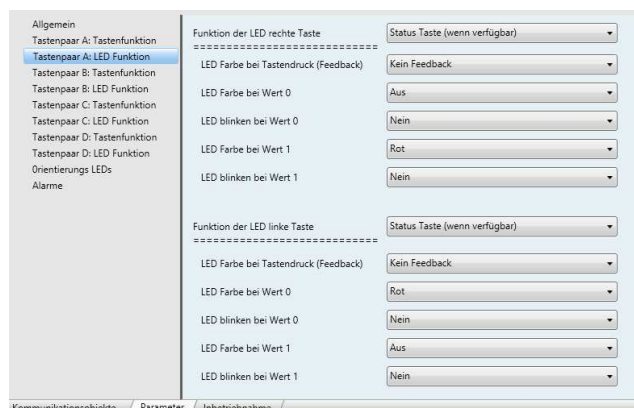 Allgemein
Tastenpaar A: Tastenfunktion
Tastenpaar A: LED Funktion
Tastenpaar B: Tastenfunktion
Tastenpaar B: LED Funktion
Tastenpaar C: Tastenfunktion
Tastenpaar C: LED Funktion
Tastenpaar D: Tastenfunktion
Tastenpaar D: LED Funktion
Orientierungs LEDs
Alarme
Funktion der LED rechte Taste Status Taste (wenn verfügbar)
================================
LED Farbe bei Tastendruck (Feedback) Kein Feedback
LED Farbe bei Wert 0 Aus
LED blinken bei Wert 0 Nein
LED Farbe bei Wert 1 Rot
LED blinken bei Wert 1 Nein
Funktion der LED linke Taste Status Taste (wenn verfügbar)
================================
LED Farbe bei Tastendruck (Feedback) Kein Feedback
LED Farbe bei Wert 0 Rot
LED blinken bei Wert 0 Nein
LED Farbe bei Wert 1 Aus
LED blinken bei Wert 1 Nein
Kommunikationsobjekte / Parameter / Inbetriebnahme /